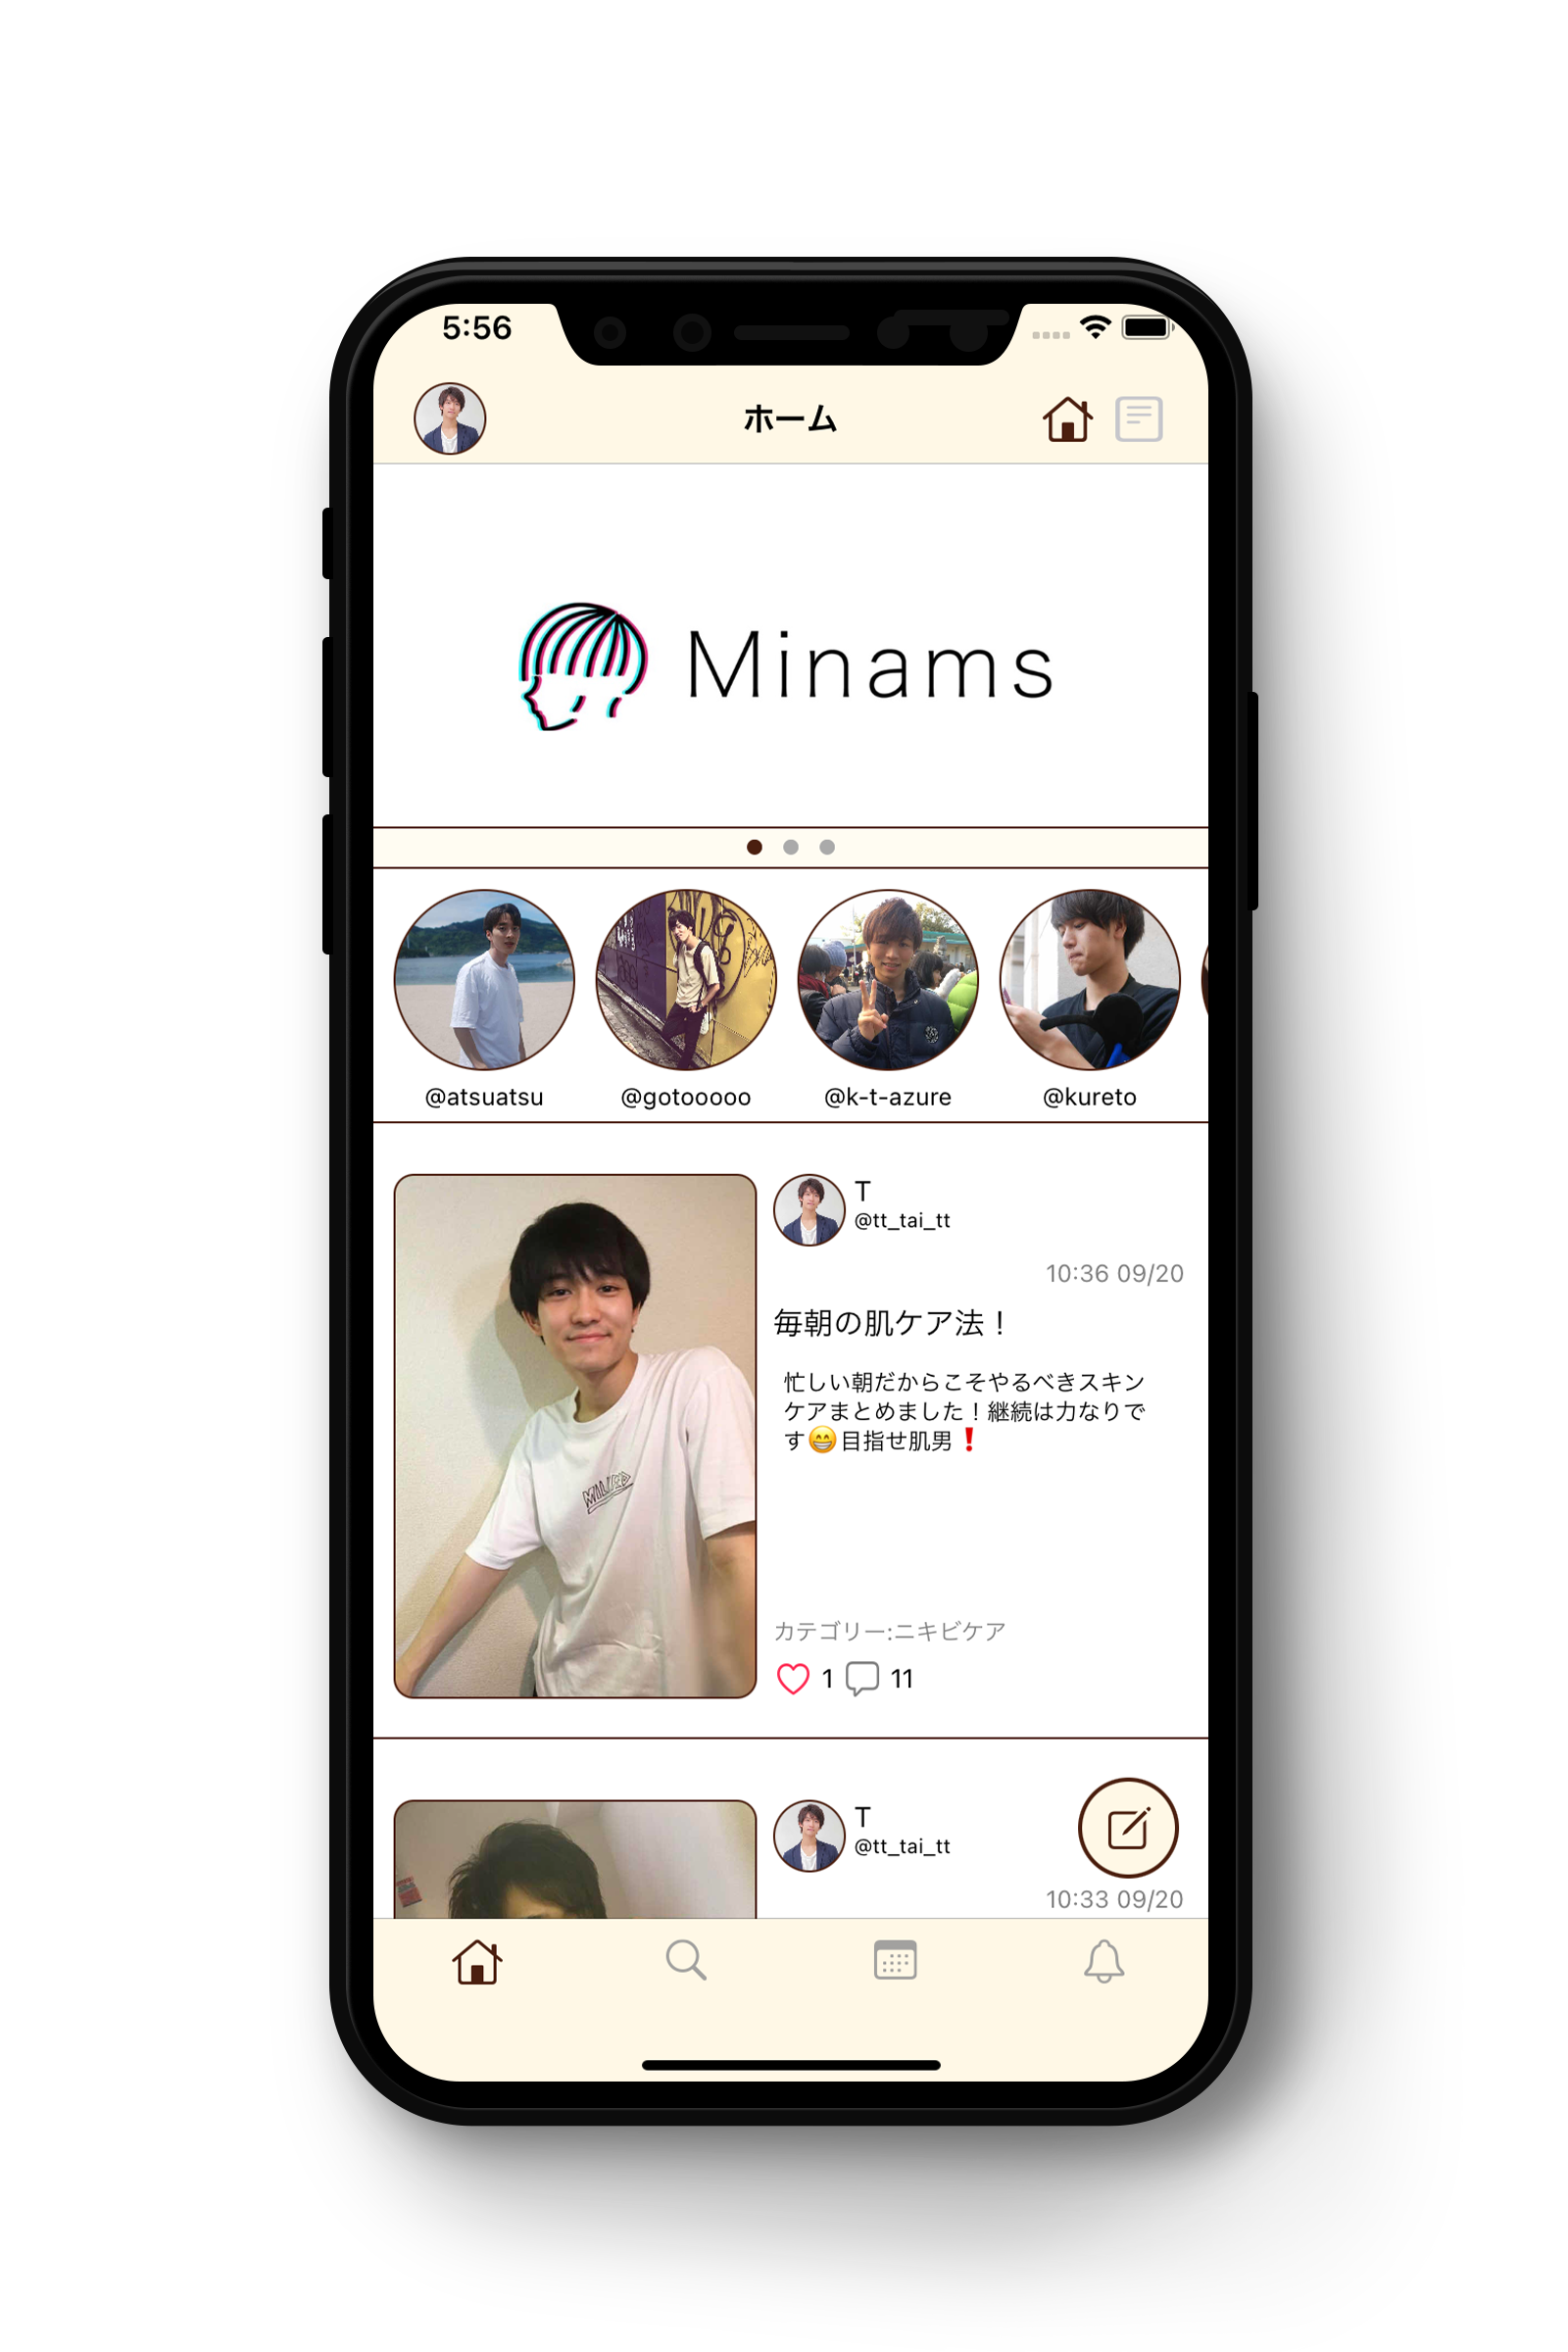 5:56
ホーム
Minams
@atsuatsu
@gotooooo
@k-t-azure
@kureto
T
@tt_tai_tt
10:36 09/20
毎朝の肌ケア法！
忙しい朝だからこそやるべきスキン
ケアまとめました！継続は力なりで
す😁目指せ肌男❗
カテゴリー:ニキビケア
1 11
T
@tt_tai_tt
10:33 09/20